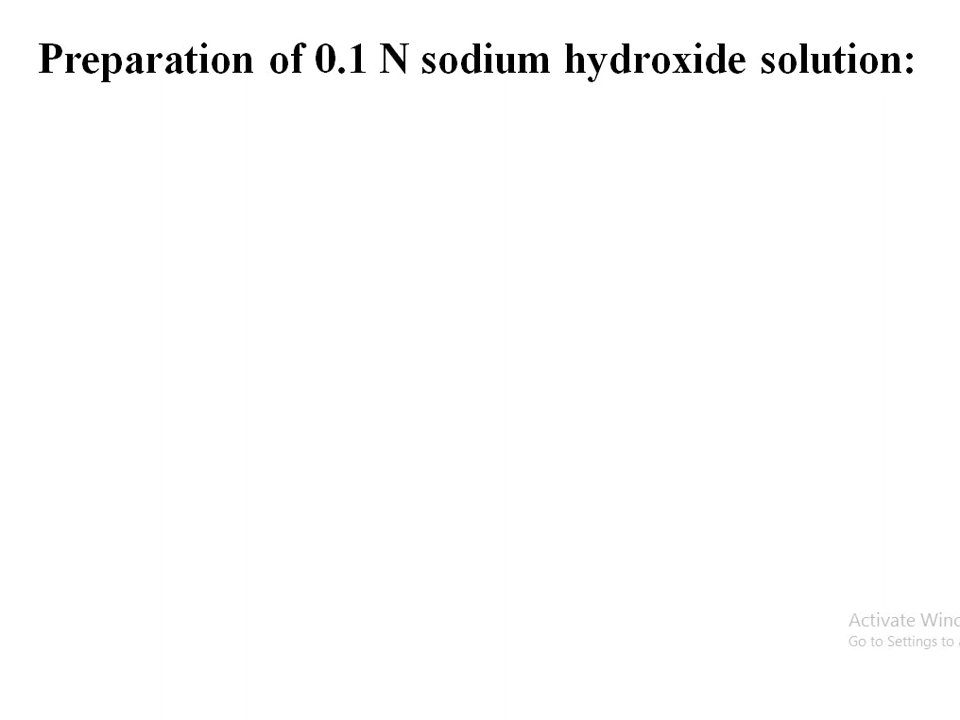 Preparation of 0.1 N sodium hydroxide solution:
Activate Wind
Go to Settings to